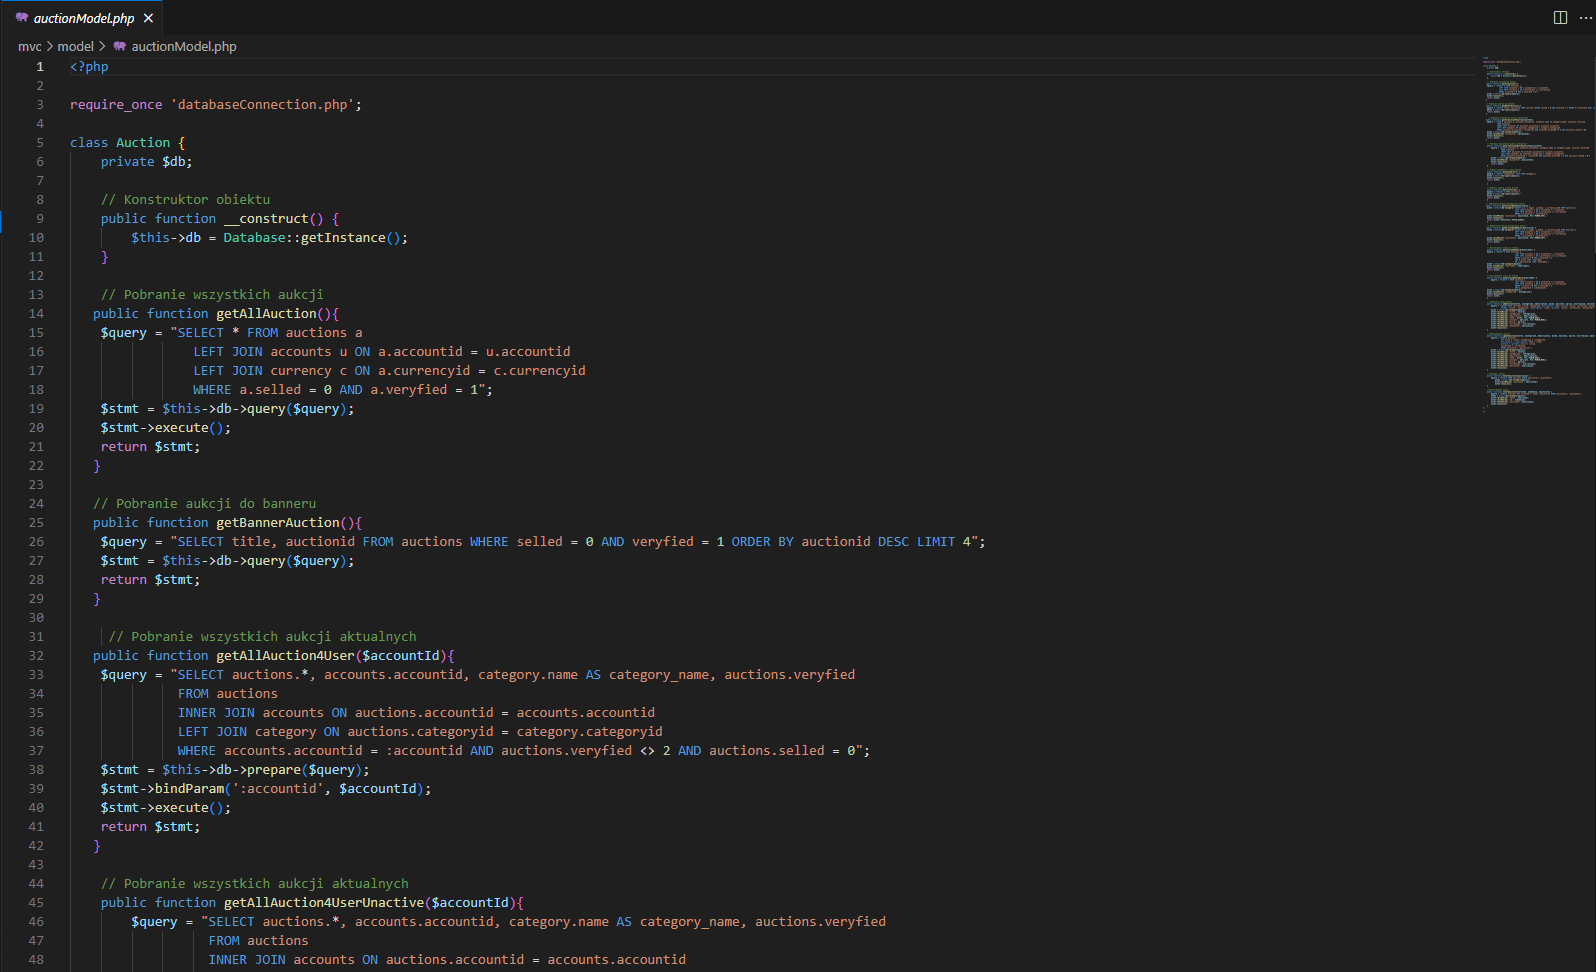 auctionModel.php
mvc > model > auctionModel.php
1 <?php
2
3 require_once 'databaseConnection.php';
4
5 class Auction {
6     private $db;
7
8     // Konstruktor obiektu
9     public function __construct() {
10         $this->db = Database::getInstance();
11     }
12
13     // Pobranie wszystkich aukcji
14    public function getAllAuction(){
15     $query = "SELECT * FROM auctions a
16                 LEFT JOIN accounts u ON a.accountid = u.accountid
17                 LEFT JOIN currency c ON a.currencyid = c.currencyid
18                 WHERE a.selled = 0 AND a.veryfied = 1";
19     $stmt = $this->db->query($query);
20     $stmt->execute();
21     return $stmt;
22    }
23
24    // Pobranie aukcji do banneru
25    public function getBannerAuction(){
26     $query = "SELECT title, auctionid FROM auctions WHERE selled = 0 AND veryfied = 1 ORDER BY auctionid DESC LIMIT 4";
27     $stmt = $this->db->query($query);
28     return $stmt;
29    }
30
31      // Pobranie wszystkich aukcji aktualnych
32    public function getAllAuction4User($accountId){
33     $query = "SELECT auctions.*, accounts.accountid, category.name AS category_name, auctions.veryfied
34               FROM auctions
35               INNER JOIN accounts ON auctions.accountid = accounts.accountid
36               LEFT JOIN category ON auctions.categoryid = category.categoryid
37               WHERE accounts.accountid = :accountid AND auctions.veryfied <> 2 AND auctions.selled = 0";
38     $stmt = $this->db->prepare($query);
39     $stmt->bindParam(':accountid', $accountId);
40     $stmt->execute();
41     return $stmt;
42    }
43
44     // Pobranie wszystkich aukcji aktualnych
45     public function getAllAuction4UserUnactive($accountId){
46         $query = "SELECT auctions.*, accounts.accountid, category.name AS category_name, auctions.veryfied
47                   FROM auctions
48                   INNER JOIN accounts ON auctions.accountid = accounts.accountid